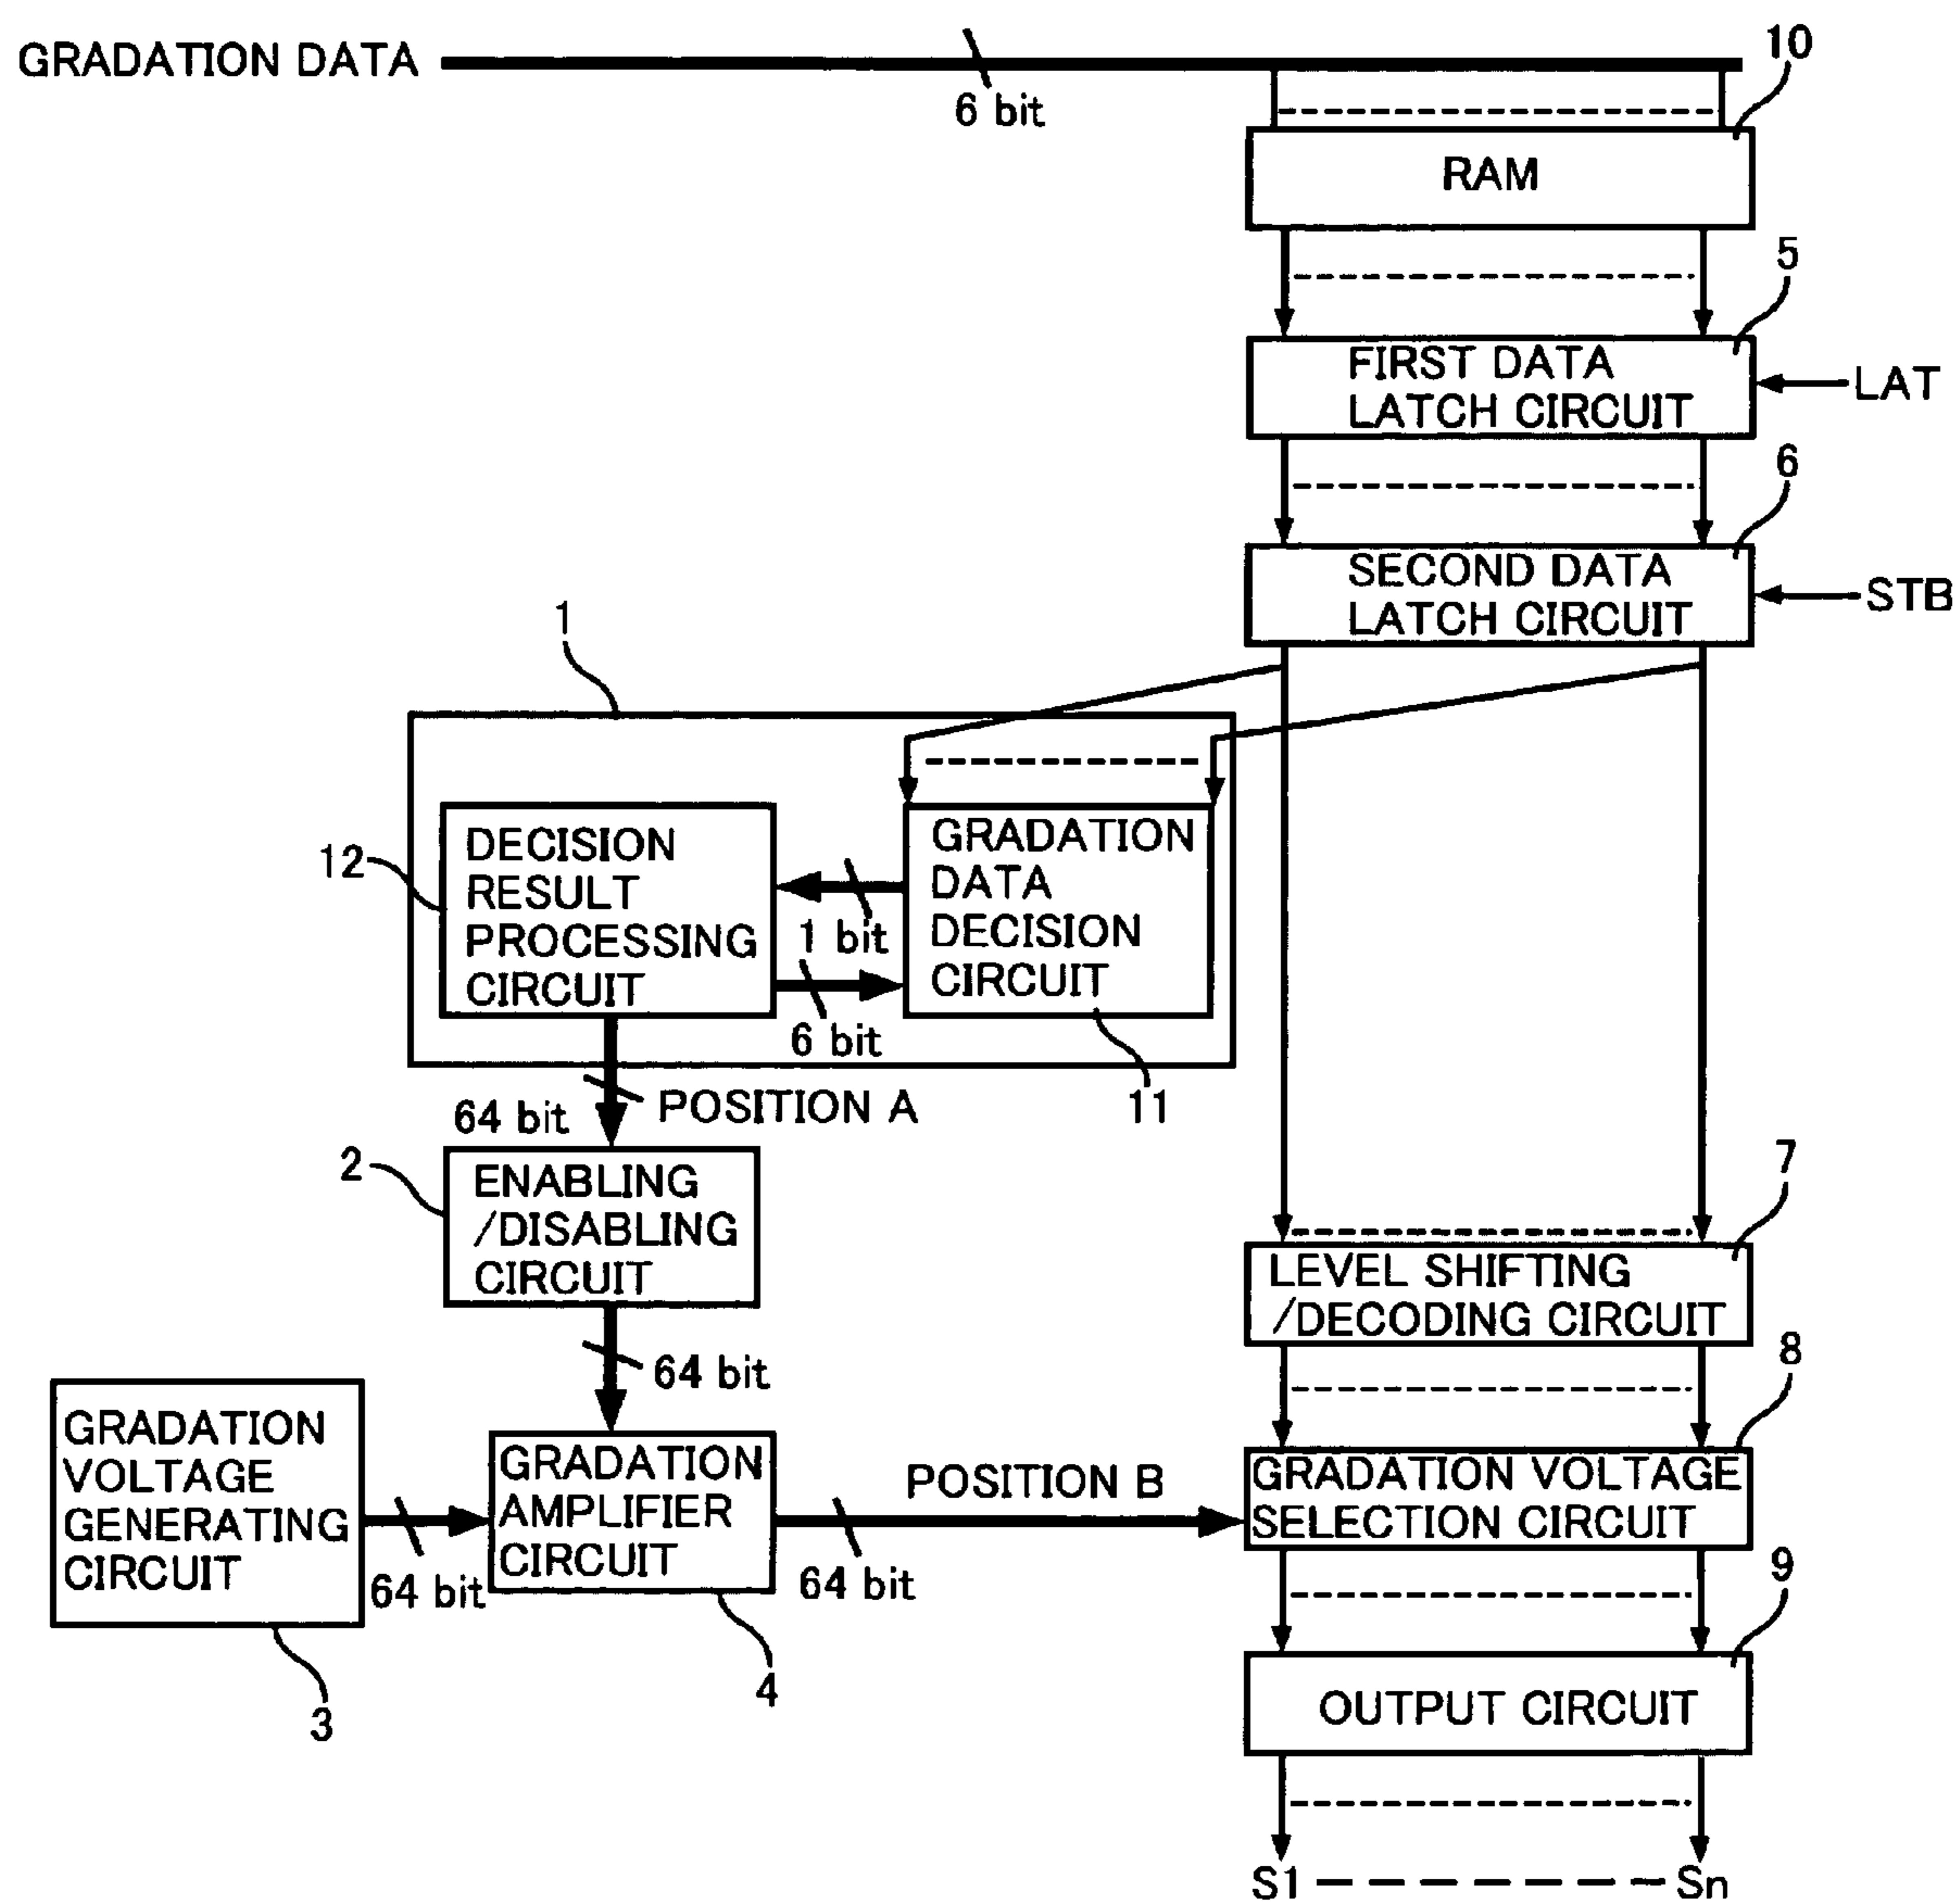 GRADATION DATA
6 bit
10
RAM
5
FIRST DATA
LATCH CIRCUIT
LAT
6
SECOND DATA
LATCH CIRCUIT
STB
1
12
DECISION
RESULT
PROCESSING
CIRCUIT
1 bit
6 bit
GRADATION
DATA
DECISION
CIRCUIT
11
64 bit
POSITION A
2
ENABLING
/DISABLING
CIRCUIT
64 bit
7
LEVEL SHIFTING
/DECODING CIRCUIT
GRADATION
VOLTAGE
GENERATING
CIRCUIT
3
64 bit
GRADATION
AMPLIFIER
CIRCUIT
4
POSITION B
64 bit
8
GRADATION VOLTAGE
SELECTION CIRCUIT
9
OUTPUT CIRCUIT
S1
Sn